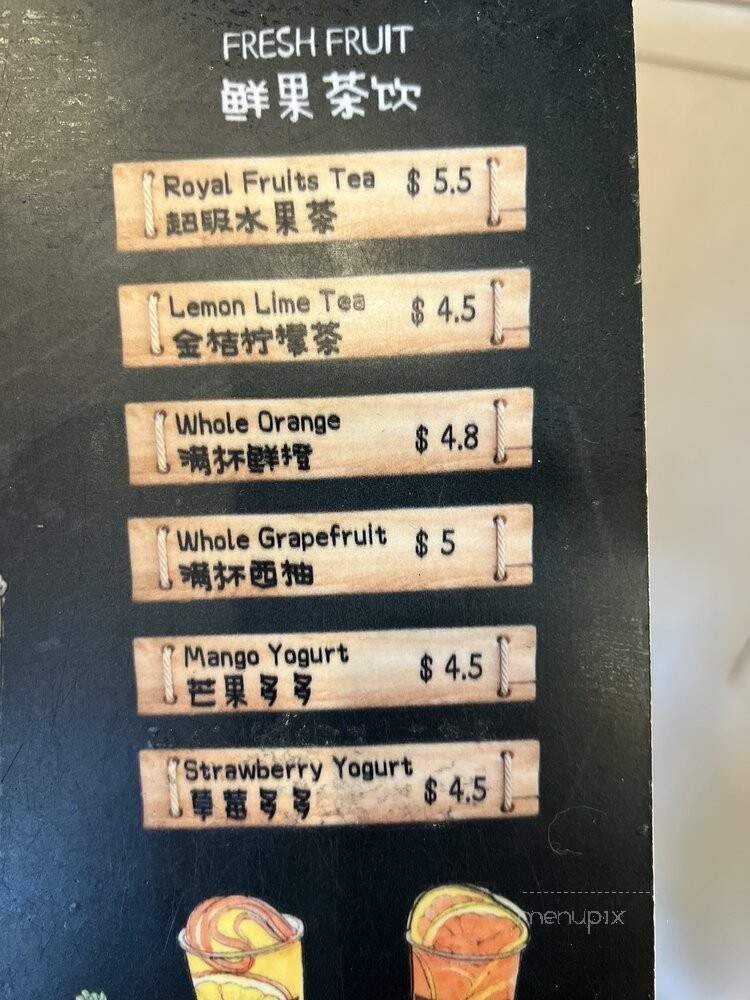 FRESH FRUIT
鲜果茶饮
Royal Fruits Tea $ 5.5
超级水果茶
Lemon Lime Tea $ 4.5
金桔柠檬茶
Whole Orange $ 4.8
满杯鲜橙
Whole Grapefruit $ 5
满杯西柚
Mango Yogurt $ 4.5
芒果多多
Strawberry Yogurt $ 4.5
草莓多多
menupix